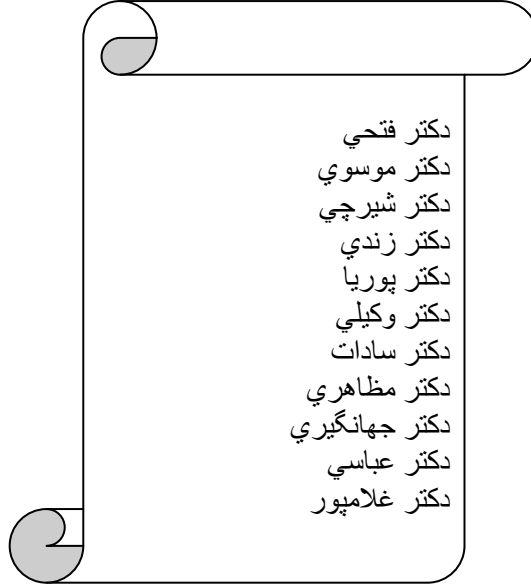 دكتر فتحي
دكتر موسوي
دكتر شيرچي
دكتر زندي
دكتر پوريا
دكتر وكيلي
دكتر سادات
دكتر مظاهري
دكتر جهانگيري
دكتر عباسي
دكتر غلامپور